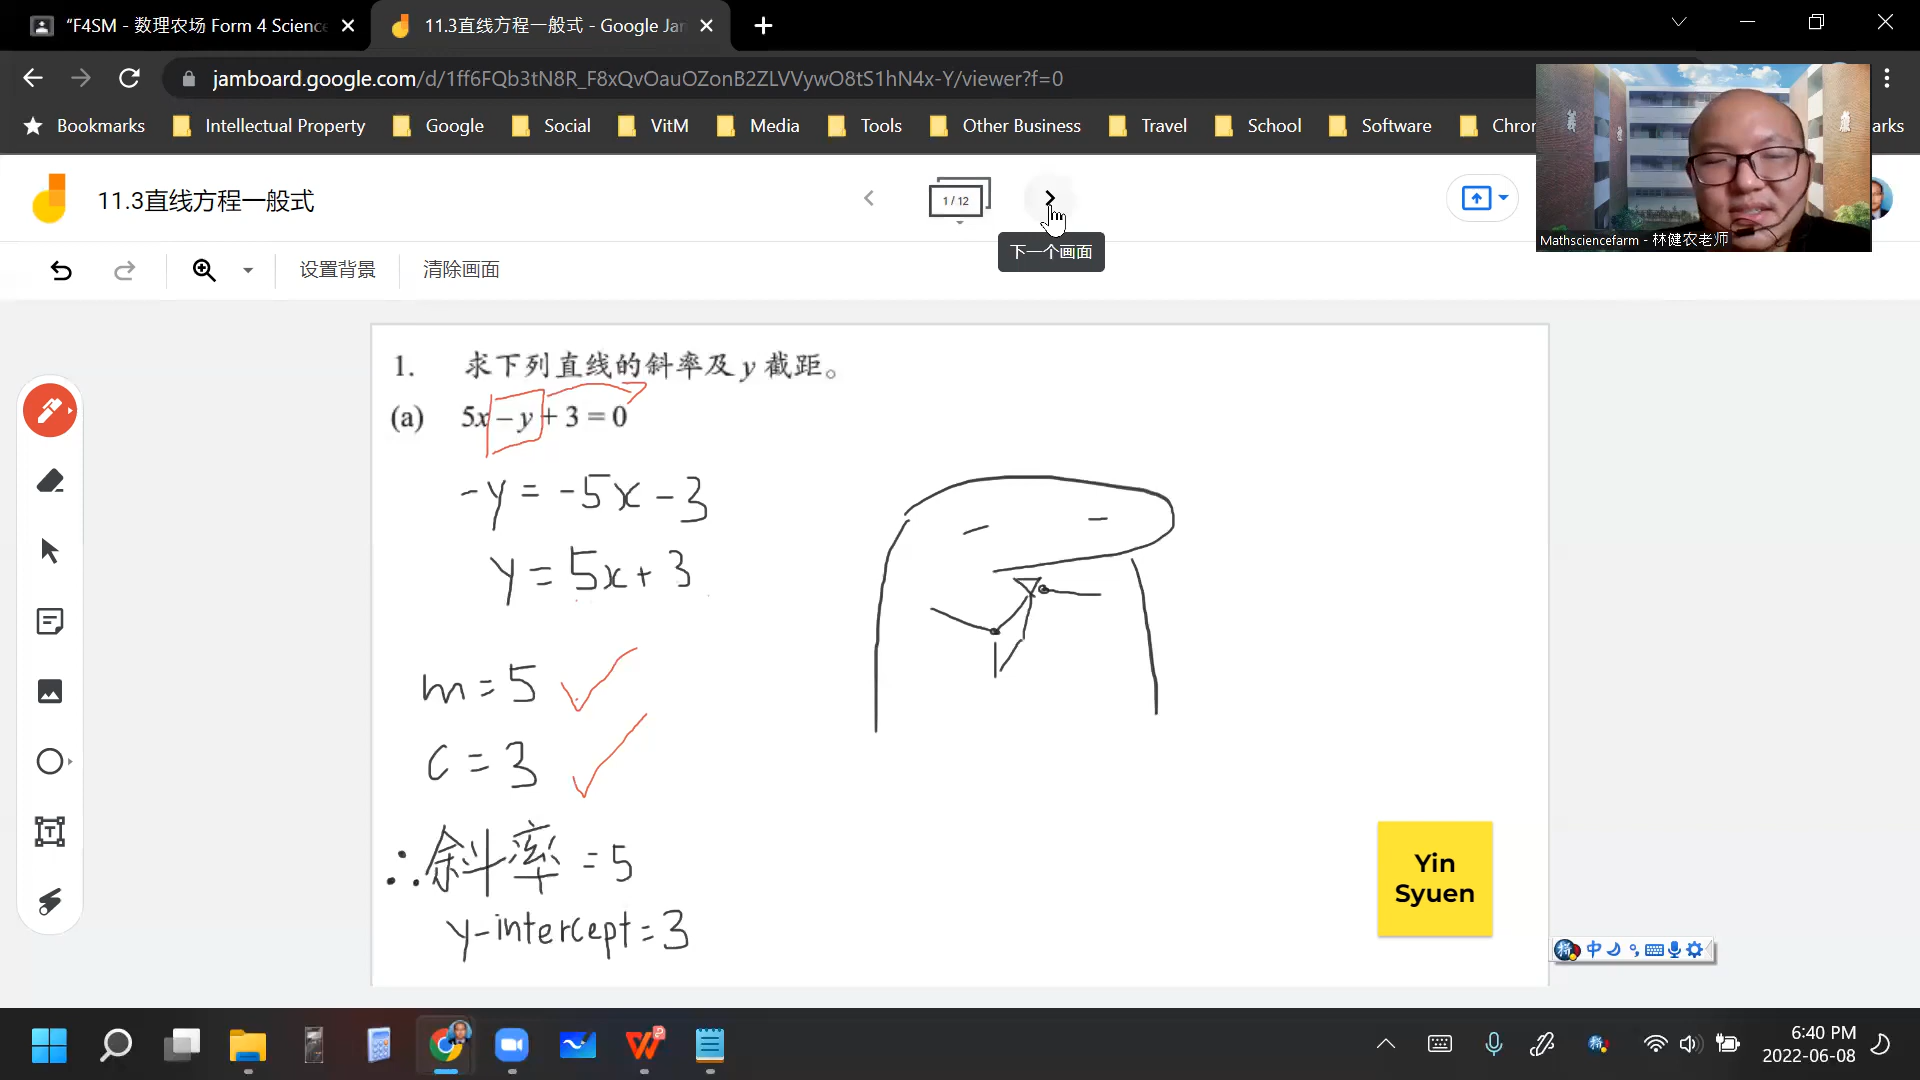 “F4SM - 数理农场 Form 4 Scienc
11.3直线方程一般式 - Google Jar
jamboard.google.com/d/1ff6FQb3tN8R_F8xQvOauOZonB2ZLVVywO8tS1hN4x-Y/viewer?f=0
Bookmarks Intellectual Property Google Social VitM Media Tools Other Business Travel School Software Chror arks
11.3直线方程一般式
1 / 12
下一个画面
Mathsciencefarm - 林健农老师
设置背景 清除画面
1. 求下列直线的斜率及 y 截距。
(a) 5x – y + 3 = 0
-y = -5x - 3
y = 5x + 3
m = 5
c = 3
∴ 斜率 = 5
y-intercept = 3
Yin
Syuen
中
6:40 PM
2022-06-08